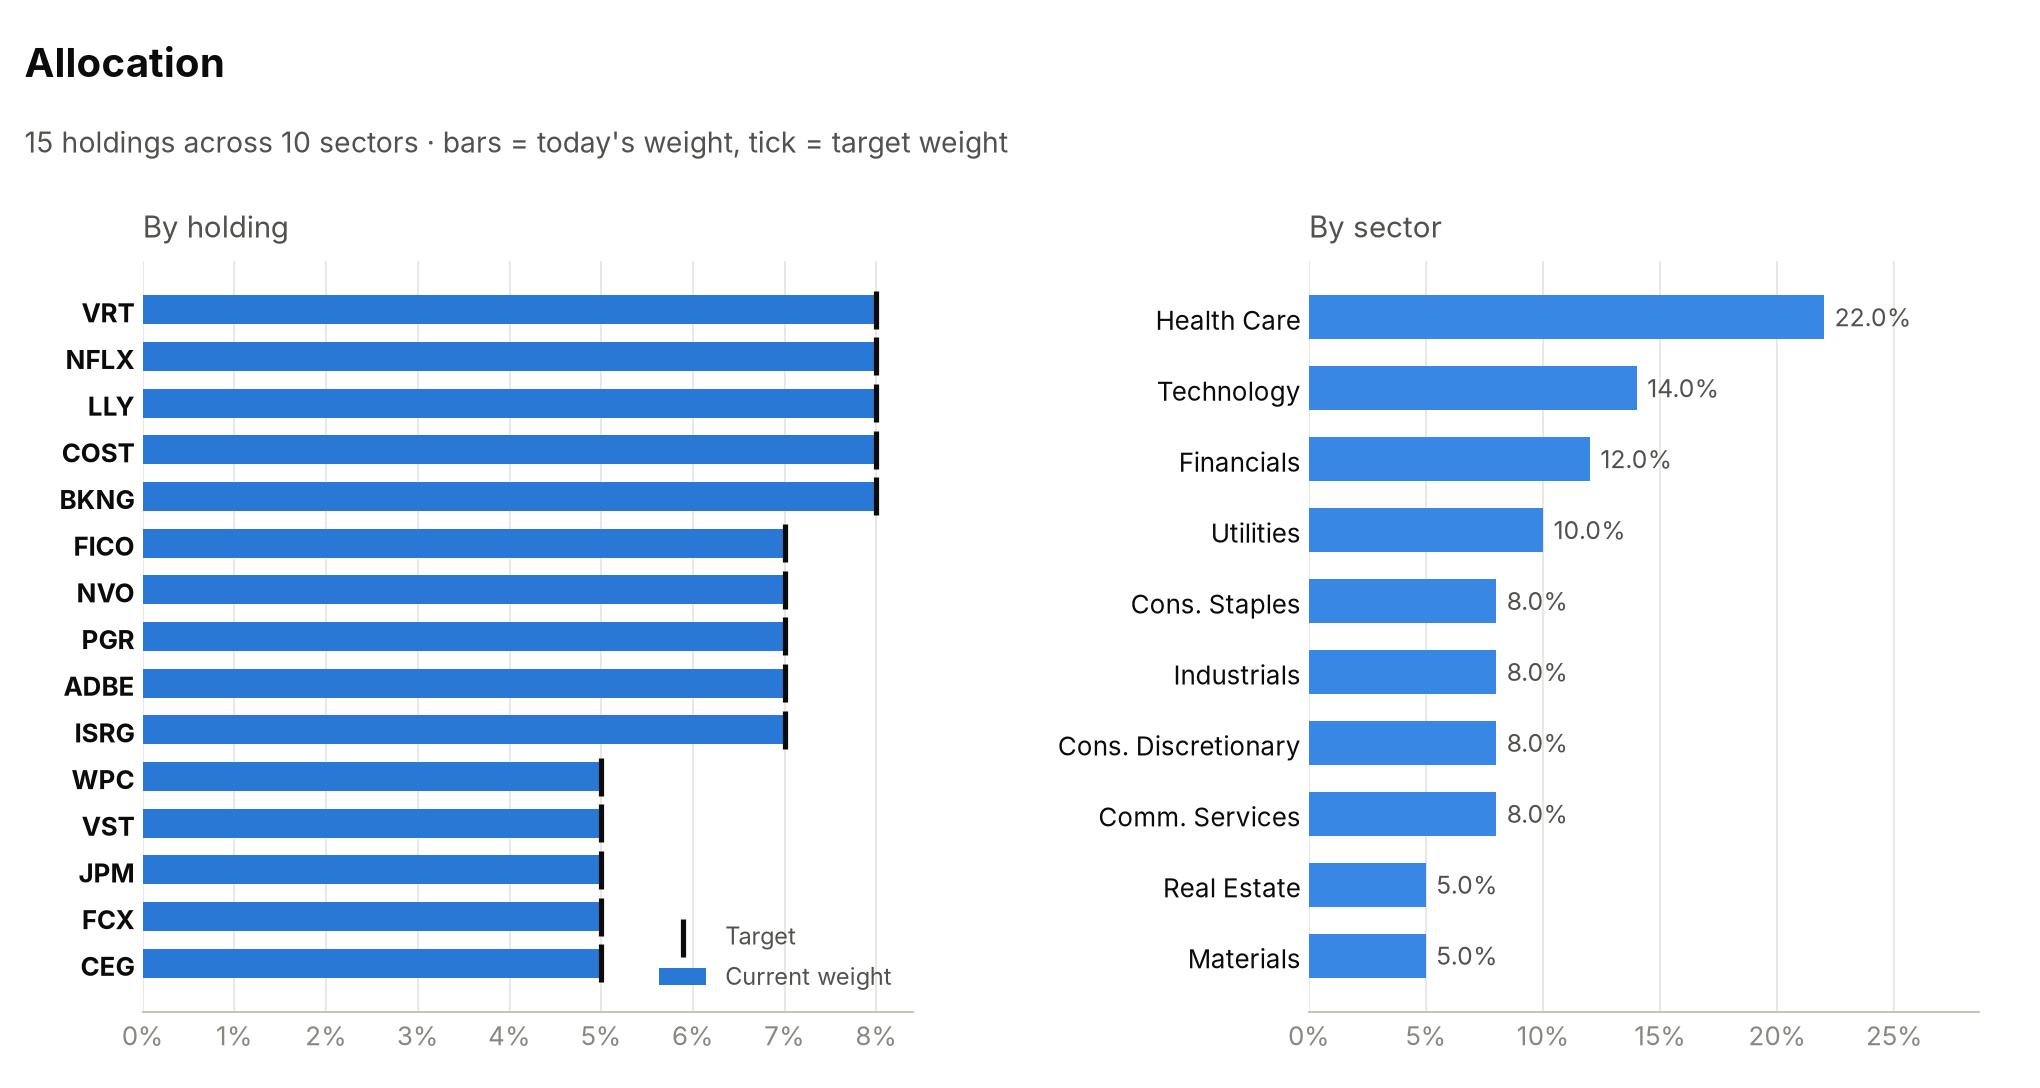 Allocation
15 holdings across 10 sectors · bars = today's weight, tick = target weight
By holding
VRT
NFLX
LLY
COST
BKNG
FICO
NVO
PGR
ADBE
ISRG
WPC
VST
JPM
FCX
CEG
Target
Current weight
0% 1% 2% 3% 4% 5% 6% 7% 8%
By sector
Health Care 22.0%
Technology 14.0%
Financials 12.0%
Utilities 10.0%
Cons. Staples 8.0%
Industrials 8.0%
Cons. Discretionary 8.0%
Comm. Services 8.0%
Real Estate 5.0%
Materials 5.0%
0% 5% 10% 15% 20% 25%